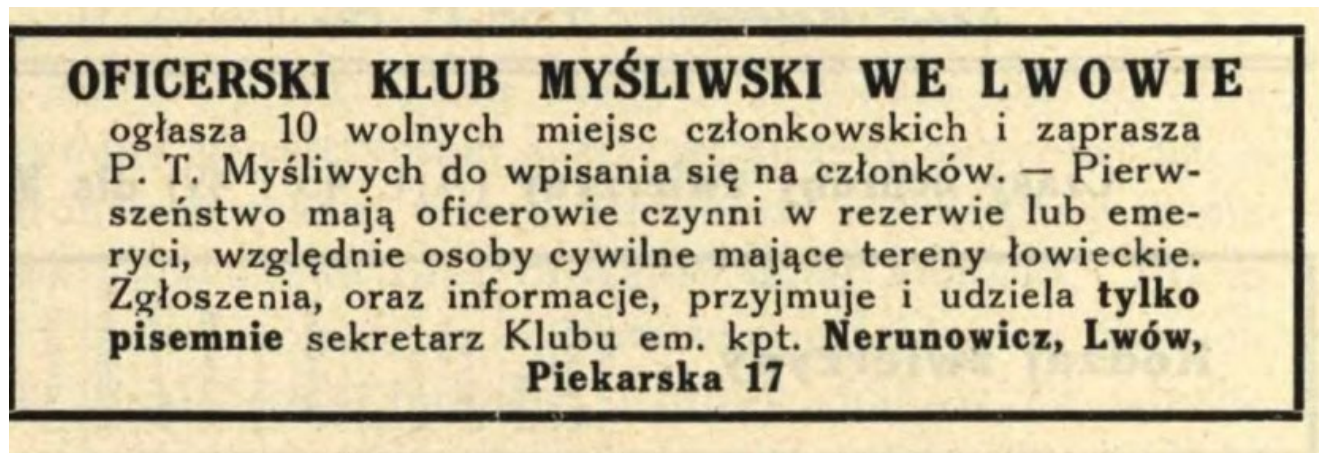 OFICERSKI KLUB MYŚLIWSKI WE LWOWIE
ogłasza 10 wolnych miejsc członkowskich i zaprasza
P. T. Myśliwych do wpisania się na członków. — Pierw-
szeństwo mają oficerowie czynni w rezerwie lub eme-
ryci, względnie osoby cywilne mające tereny łowieckie.
Zgłoszenia, oraz informacje, przyjmuje i udziela tylko
pisemnie sekretarz Klubu em. kpt. Nerunowicz, Lwów,
Piekarska 17